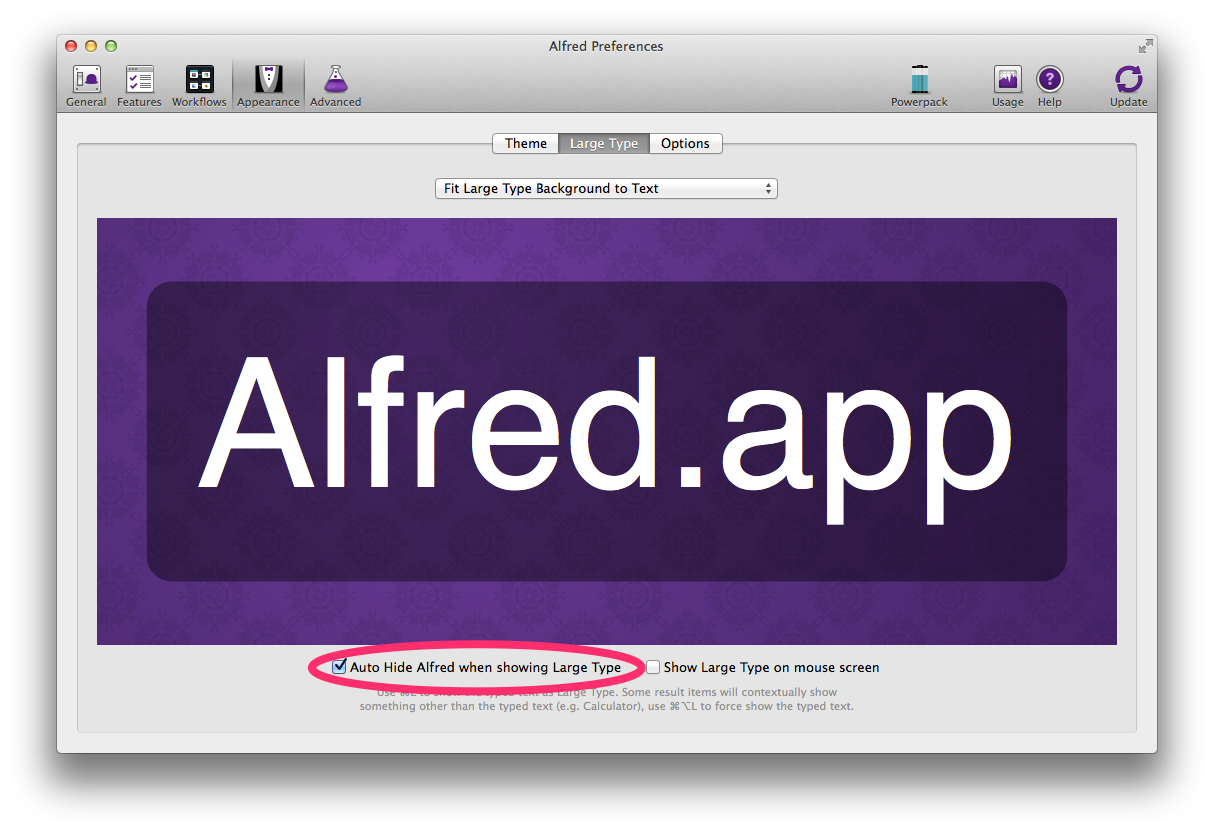 Alfred Preferences
General Features Workflows Appearance Advanced Powerpack Usage Help Update
Theme Large Type Options
Fit Large Type Background to Text
Alfred.app
Auto Hide Alfred when showing Large Type Show Large Type on mouse screen
Use ⌘L to show the typed text as Large Type. Some result items will contextually show
something other than the typed text (e.g. Calculator), use ⌘⌥L to force show the typed text.